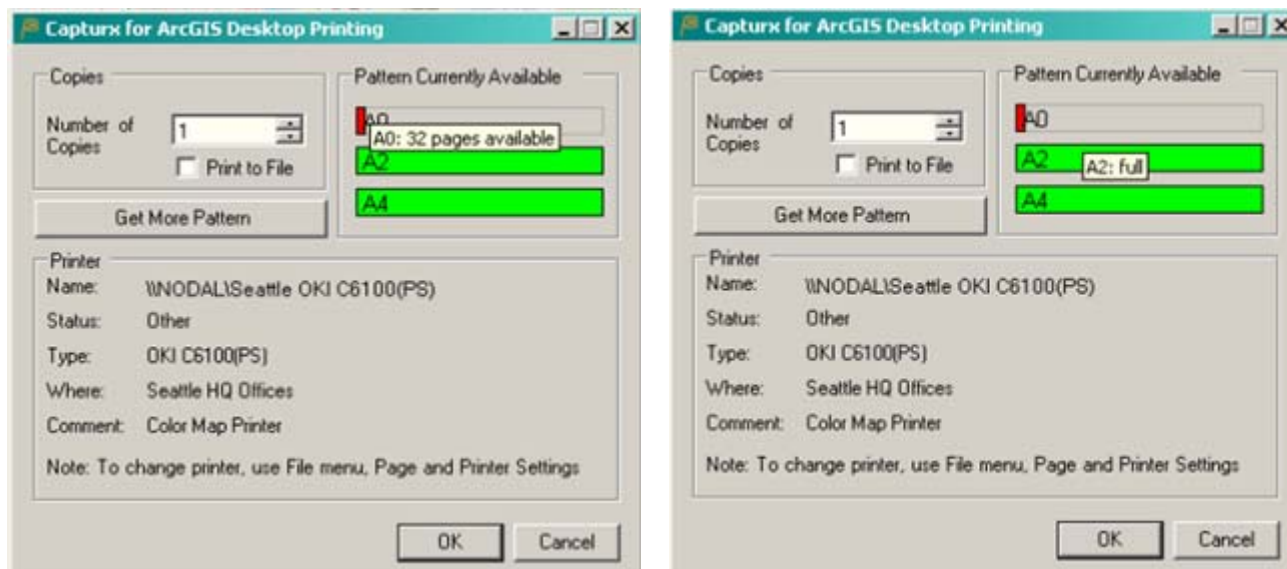 Capturx for ArcGIS Desktop Printing
Copies
Number of Copies
1
Print to File
Get More Pattern
Pattern Currently Available
A0
A0: 32 pages available
A2
A4
Printer
Name: \\NODAL\Seattle OKI C6100(PS)
Status: Other
Type: OKI C6100(PS)
Where: Seattle HQ Offices
Comment: Color Map Printer
Note: To change printer, use File menu, Page and Printer Settings
OK Cancel
Capturx for ArcGIS Desktop Printing
Copies
Number of Copies
1
Print to File
Get More Pattern
Pattern Currently Available
A0
A2
A2: full
A4
Printer
Name: \\NODAL\Seattle OKI C6100(PS)
Status: Other
Type: OKI C6100(PS)
Where: Seattle HQ Offices
Comment: Color Map Printer
Note: To change printer, use File menu, Page and Printer Settings
OK Cancel